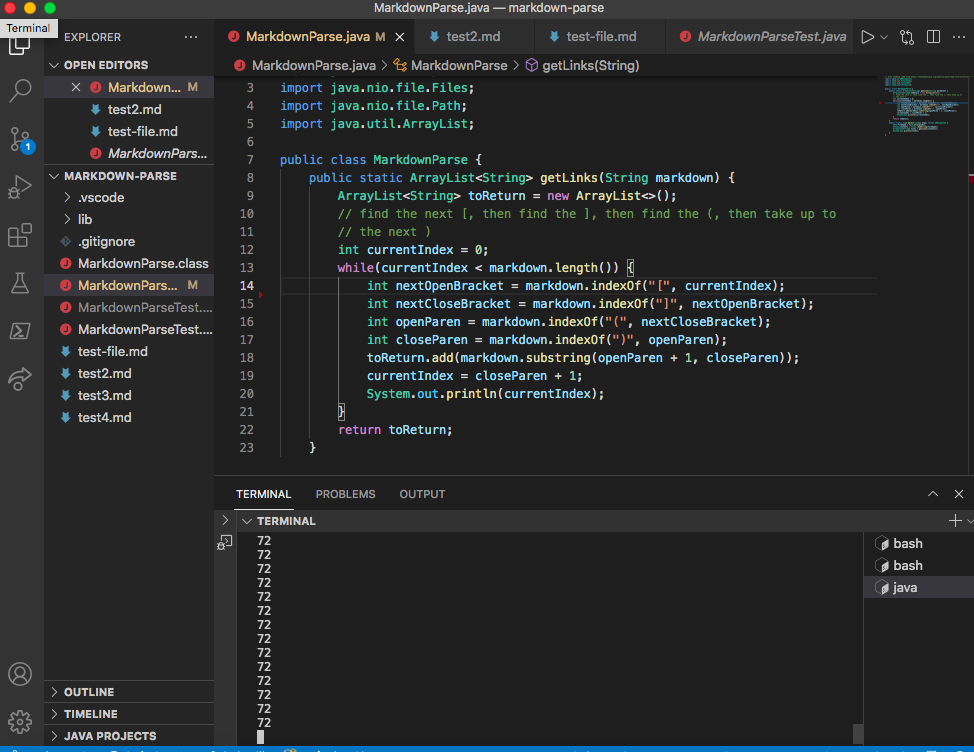 MarkdownParse.java — markdown-parse
Terminal
EXPLORER
MarkdownParse.java M
test2.md
test-file.md
MarkdownParseTest.java
OPEN EDITORS
Markdown... M
test2.md
test-file.md
MarkdownPars...
MARKDOWN-PARSE
.vscode
lib
.gitignore
MarkdownParse.class
MarkdownPars... M
MarkdownParseTest....
MarkdownParseTest....
test-file.md
test2.md
test3.md
test4.md
OUTLINE
TIMELINE
JAVA PROJECTS
1
MarkdownParse.java > MarkdownParse > getLinks(String)
3 import java.nio.file.Files;
4 import java.nio.file.Path;
5 import java.util.ArrayList;
6
7 public class MarkdownParse {
8 public static ArrayList<String> getLinks(String markdown) {
9 ArrayList<String> toReturn = new ArrayList<>();
10 // find the next [, then find the ], then find the (, then take up to
11 // the next )
12 int currentIndex = 0;
13 while(currentIndex < markdown.length()) {
14 int nextOpenBracket = markdown.indexOf("[", currentIndex);
15 int nextCloseBracket = markdown.indexOf("]", nextOpenBracket);
16 int openParen = markdown.indexOf("(", nextCloseBracket);
17 int closeParen = markdown.indexOf(")", openParen);
18 toReturn.add(markdown.substring(openParen + 1, closeParen));
19 currentIndex = closeParen + 1;
20 System.out.println(currentIndex);
21 }
22 return toReturn;
23 }
TERMINAL PROBLEMS OUTPUT
TERMINAL
72
72
72
72
72
72
72
72
72
72
72
72
72
72
bash
bash
java